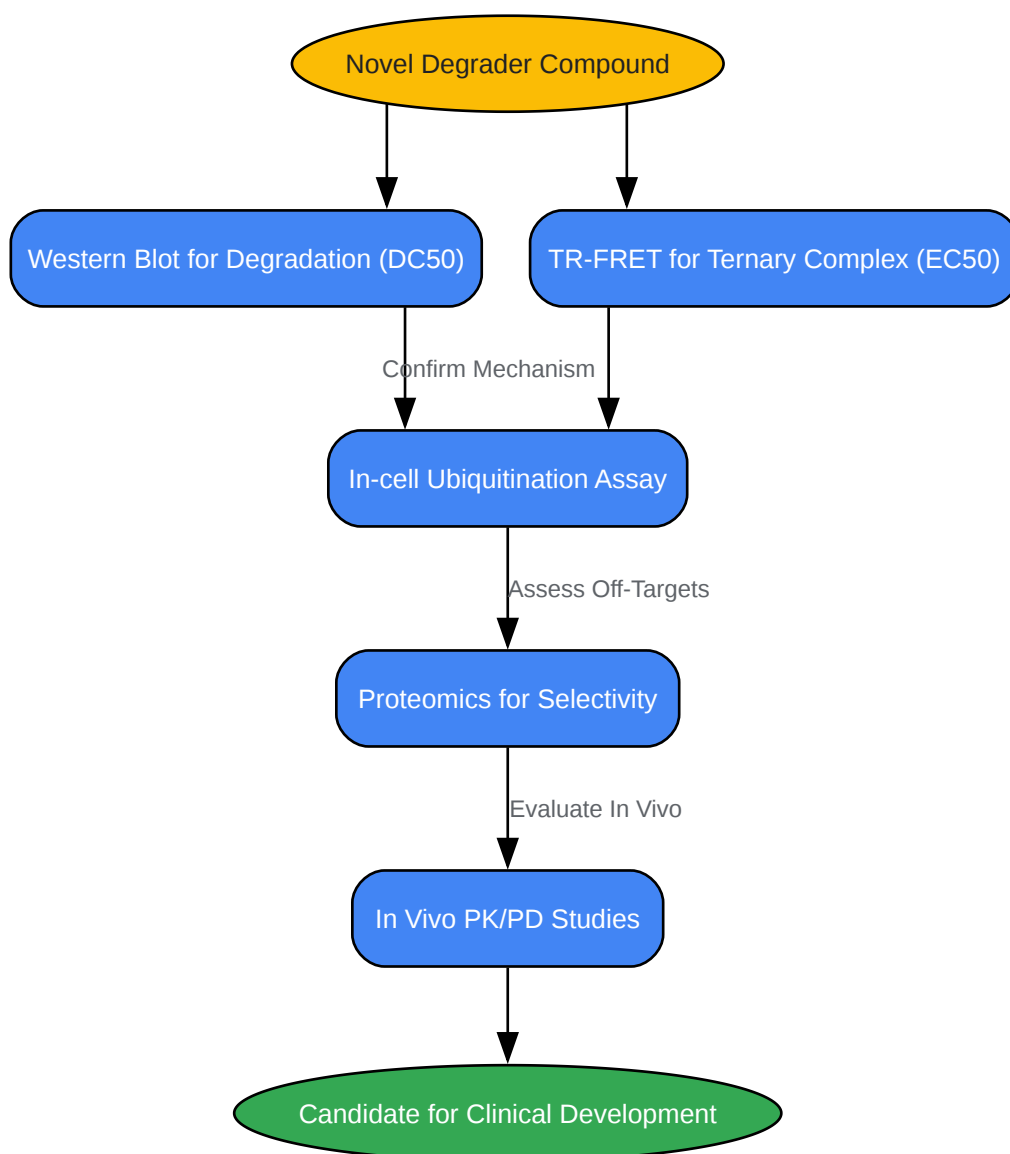 Novel Degrader Compound
Western Blot for Degradation (DC50)
TR-FRET for Ternary Complex (EC50)
Confirm Mechanism
In-cell Ubiquitination Assay
Assess Off-Targets
Proteomics for Selectivity
Evaluate In Vivo
In Vivo PK/PD Studies
Candidate for Clinical Development